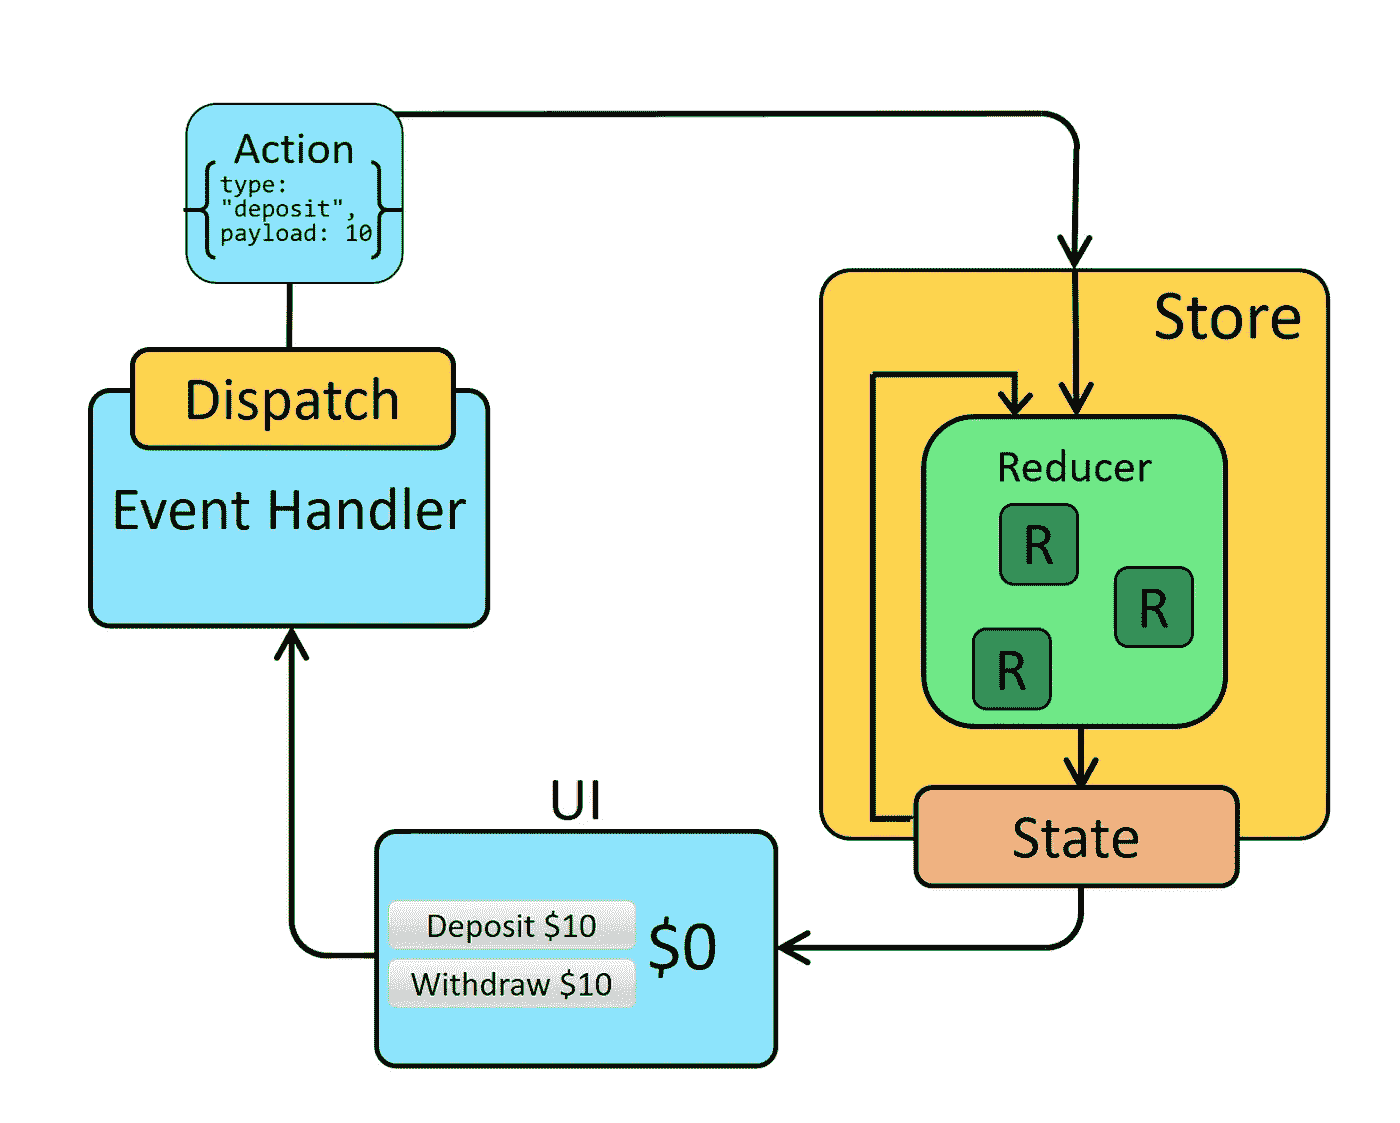 Action
type:
"deposit",
payload: 10
Dispatch
Event Handler
Store
Reducer
R
R
R
State
UI
Deposit $10
$0
Withdraw $10